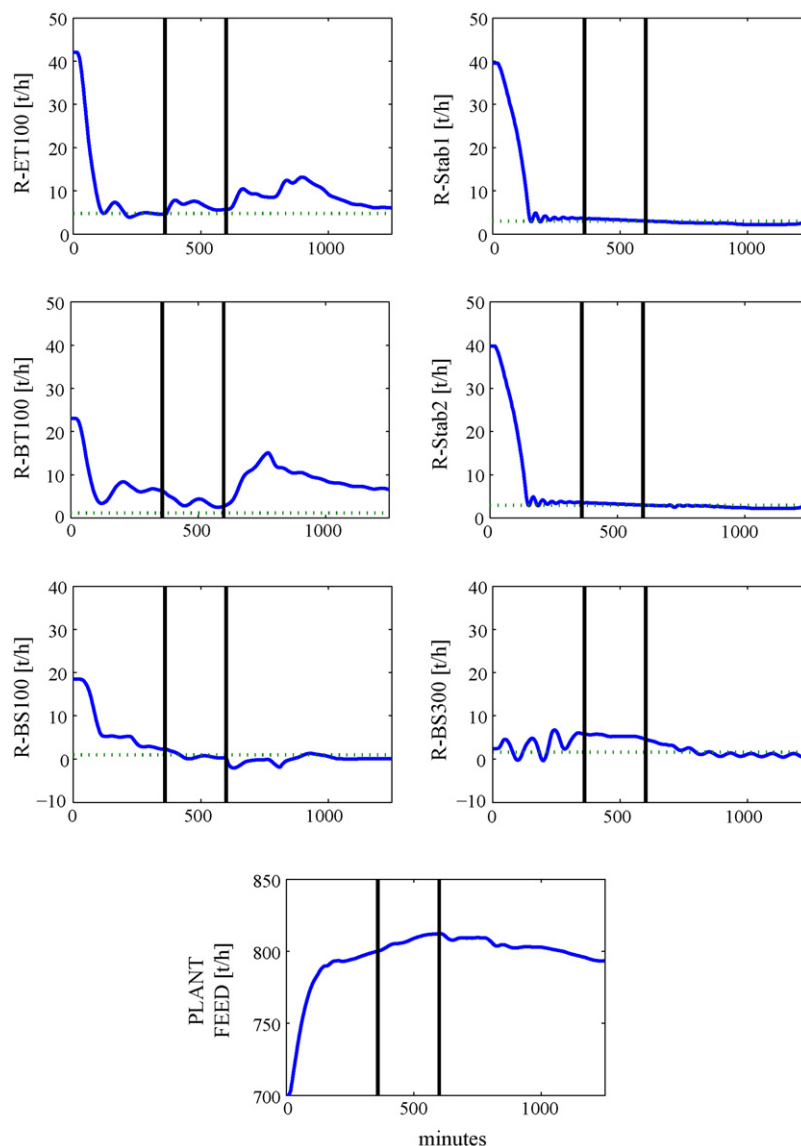 50
40
30
20
10
0
R-ET100 [t/h]
0 500 1000
50
40
30
20
10
0
R-Stab1 [t/h]
0 500 1000
50
40
30
20
10
0
R-BT100 [t/h]
0 500 1000
50
40
30
20
10
0
R-Stab2 [t/h]
0 500 1000
40
30
20
10
0
−10
R-BS100 [t/h]
0 500 1000
40
30
20
10
0
−10
R-BS300 [t/h]
0 500 1000
850
800
750
700
PLANT
FEED [t/h]
0 500 1000
minutes